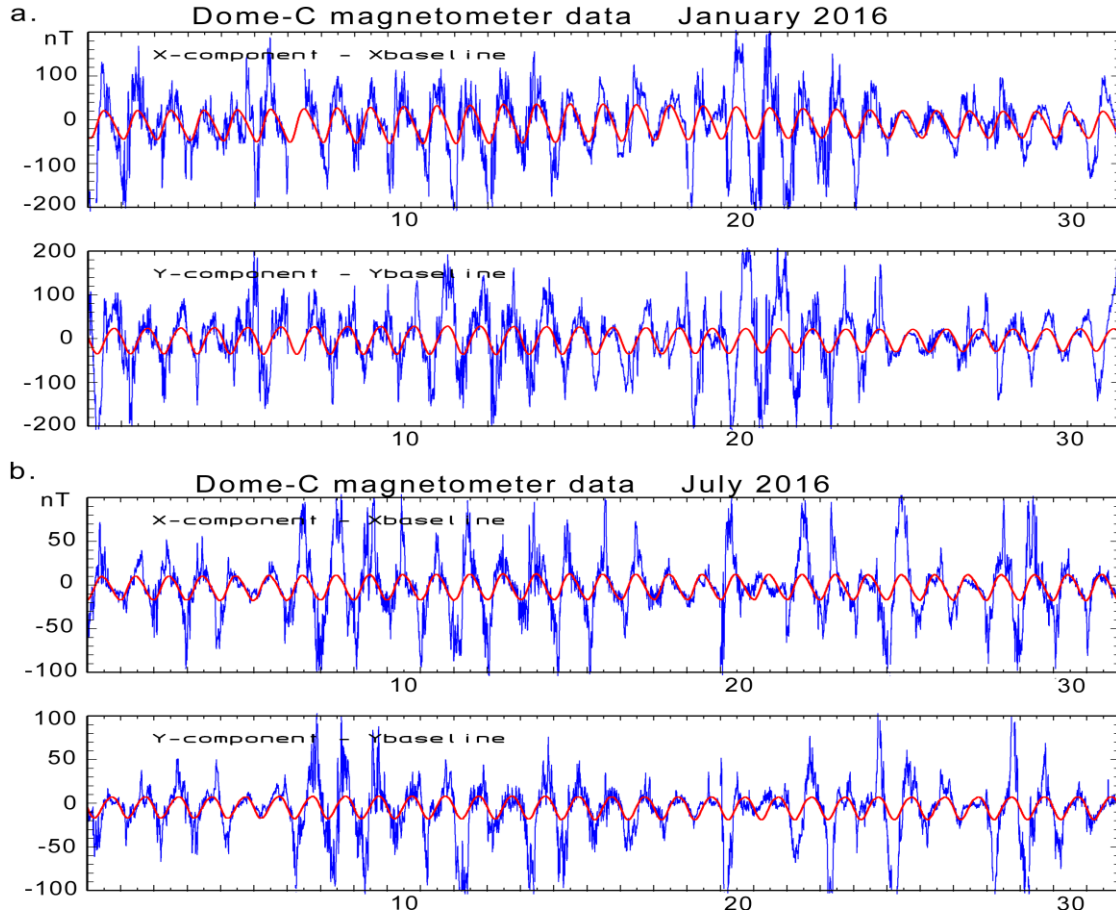 a.
Dome-C magnetometer data January 2016
nT
X-component - Xbaseline
100
0
-100
-200
10 20 30
200
Y-component - Ybaseline
100
0
-100
-200
10 20 30
b.
Dome-C magnetometer data July 2016
nT
X-component - Xbaseline
50
0
-50
-100
10 20 30
100
Y-component - Ybaseline
50
0
-50
-100
10 20 30